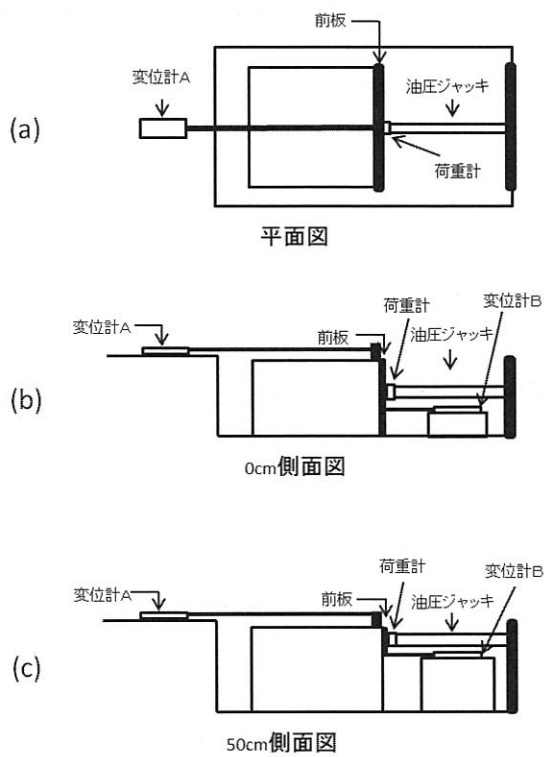 前板
変位計A
油圧ジャッキ
(a)
荷重計
平面図
変位計B
荷重計
変位計A
前板
油圧ジャッキ
(b)
0cm側面図
荷重計
変位計B
変位計A
前板
油圧ジャッキ
(c)
50cm側面図